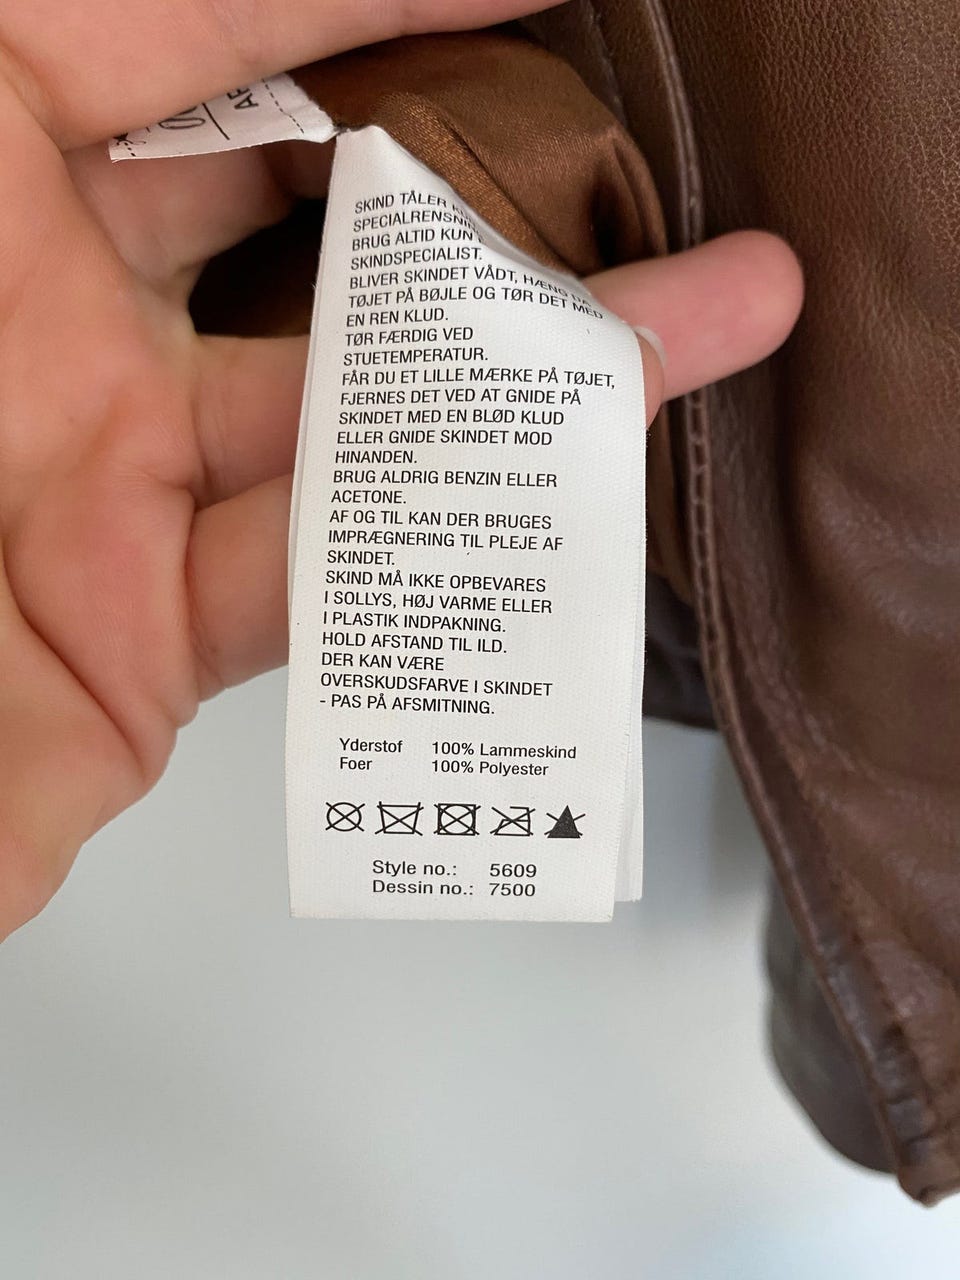 AF
SKIND TÅLER
SPECIALRENSNIN
BRUG ALTID KUN
SKINDSPECIALIST.
BLIVER SKINDET VÅDT, HÆNG DA
TØJET PÅ BØJLE OG TØR DET MED
EN REN KLUD.
TØR FÆRDIG VED
STUETEMPERATUR.
FÅR DU ET LILLE MÆRKE PÅ TØJET,
FJERNES DET VED AT GNIDE PÅ
SKINDET MED EN BLØD KLUD
ELLER GNIDE SKINDET MOD
HINANDEN.
BRUG ALDRIG BENZIN ELLER
ACETONE.
AF OG TIL KAN DER BRUGES
IMPRÆGNERING TIL PLEJE AF
SKINDET.
SKIND MÅ IKKE OPBEVARES
I SOLLYS, HØJ VARME ELLER
I PLASTIK INDPAKNING.
HOLD AFSTAND TIL ILD.
DER KAN VÆRE
OVERSKUDSFARVE I SKINDET
- PAS PÅ AFSMITNING.
Yderstof 100% Lammeskind
Foer 100% Polyester
Style no.: 5609
Dessin no.: 7500